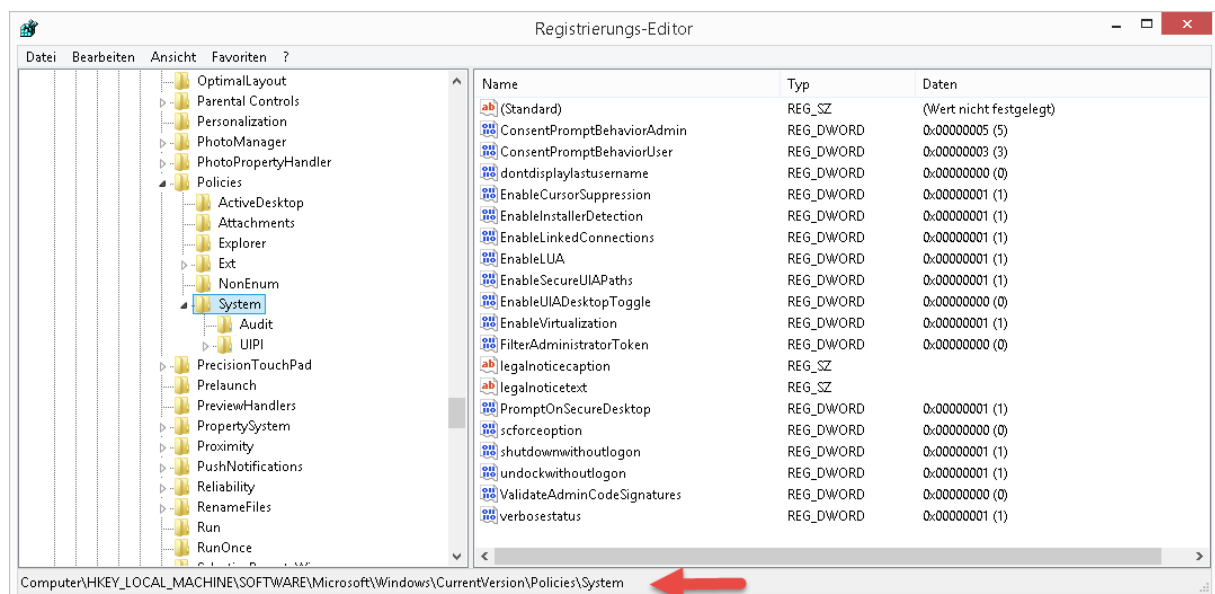 Registrierungs-Editor
Datei Bearbeiten Ansicht Favoriten ?
OptimalLayout
Parental Controls
Personalization
PhotoManager
PhotoPropertyHandler
Policies
ActiveDesktop
Attachments
Explorer
Ext
NonEnum
System
Audit
UIPI
PrecisionTouchPad
Prelaunch
PreviewHandlers
PropertySystem
Proximity
PushNotifications
Reliability
RenameFiles
Run
RunOnce
Name Typ Daten
(Standard) REG_SZ (Wert nicht festgelegt)
ConsentPromptBehaviorAdmin REG_DWORD 0x00000005 (5)
ConsentPromptBehaviorUser REG_DWORD 0x00000003 (3)
dontdisplaylastusername REG_DWORD 0x00000000 (0)
EnableCursorSuppression REG_DWORD 0x00000001 (1)
EnableInstallerDetection REG_DWORD 0x00000001 (1)
EnableLinkedConnections REG_DWORD 0x00000001 (1)
EnableLUA REG_DWORD 0x00000001 (1)
EnableSecureUIAPaths REG_DWORD 0x00000001 (1)
EnableUIADesktopToggle REG_DWORD 0x00000000 (0)
EnableVirtualization REG_DWORD 0x00000001 (1)
FilterAdministratorToken REG_DWORD 0x00000000 (0)
legalnoticecaption REG_SZ
legalnoticetext REG_SZ
PromptOnSecureDesktop REG_DWORD 0x00000001 (1)
scforceoption REG_DWORD 0x00000000 (0)
shutdownwithoutlogon REG_DWORD 0x00000001 (1)
undockwithoutlogon REG_DWORD 0x00000001 (1)
ValidateAdminCodeSignatures REG_DWORD 0x00000000 (0)
verbosestatus REG_DWORD 0x00000001 (1)
Computer\HKEY_LOCAL_MACHINE\SOFTWARE\Microsoft\Windows\CurrentVersion\Policies\System